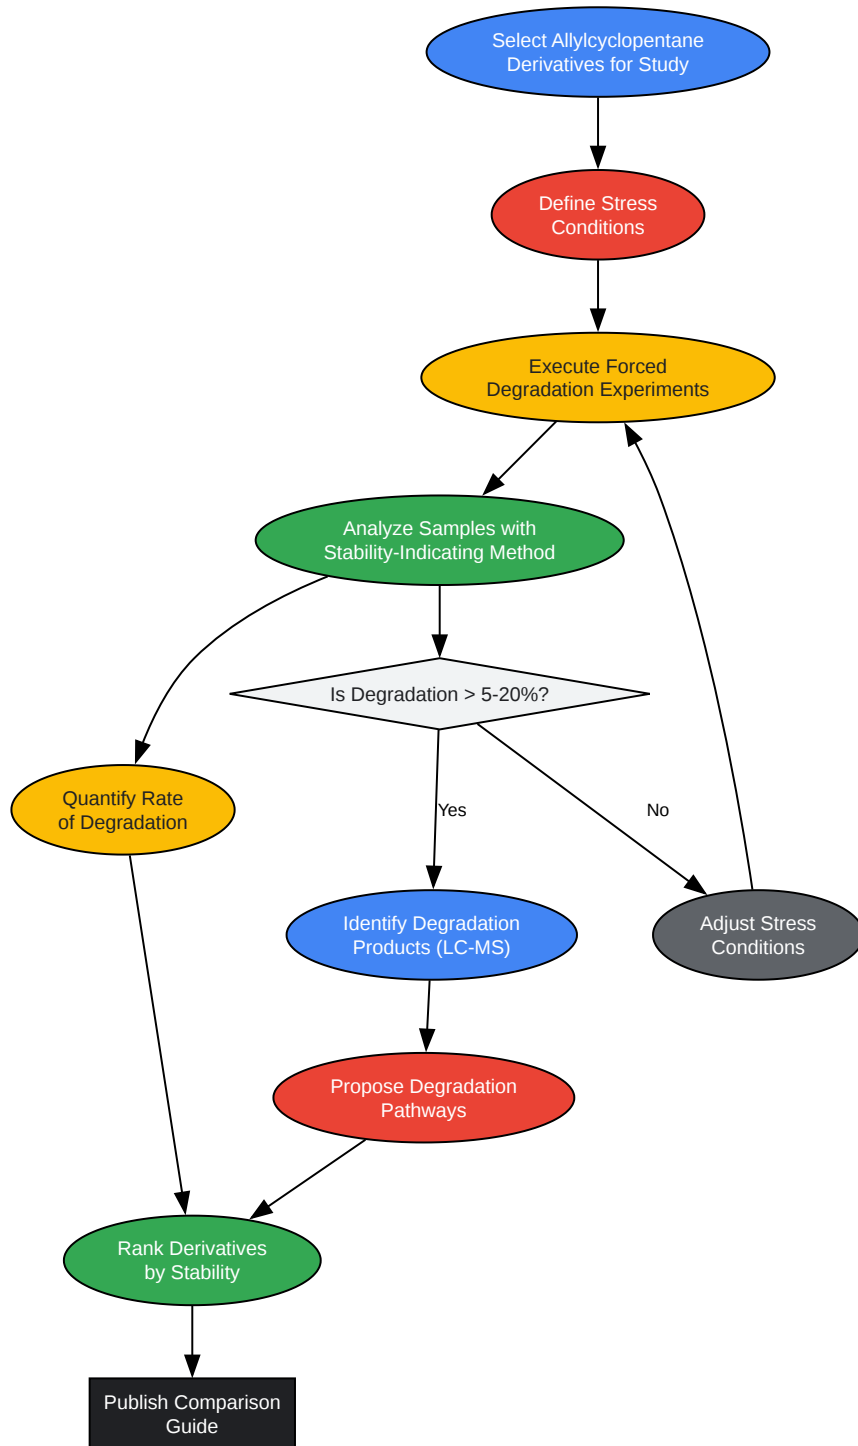 Select Allylcyclopentane
Derivatives for Study
Define Stress
Conditions
Execute Forced
Degradation Experiments
Analyze Samples with
Stability-Indicating Method
Is Degradation > 5-20%?
Quantify Rate
of Degradation
Yes
No
Identify Degradation
Products (LC-MS)
Adjust Stress
Conditions
Propose Degradation
Pathways
Rank Derivatives
by Stability
Publish Comparison
Guide